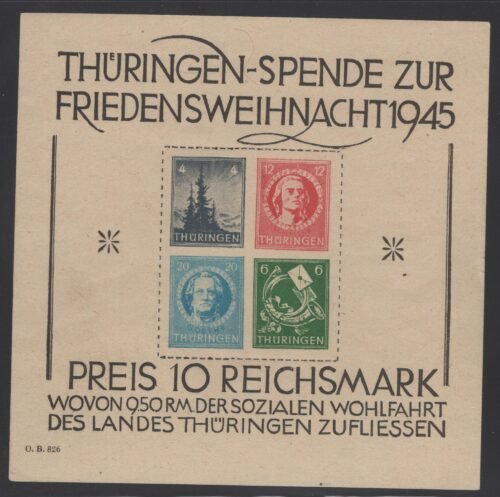 THÜRINGEN-SPENDE ZUR
FRIEDENSWEIHNACHT 1945
4 4
THÜRINGEN
12 12
THÜRINGEN
20 20
GOETHE
THÜRINGEN
6 6
THÜRINGEN
PREIS 10 REICHSMARK
WOVON 9,50 RM. DER SOZIALEN WOHLFAHRT
DES LANDES THÜRINGEN ZUFLIESSEN
O. B. 826